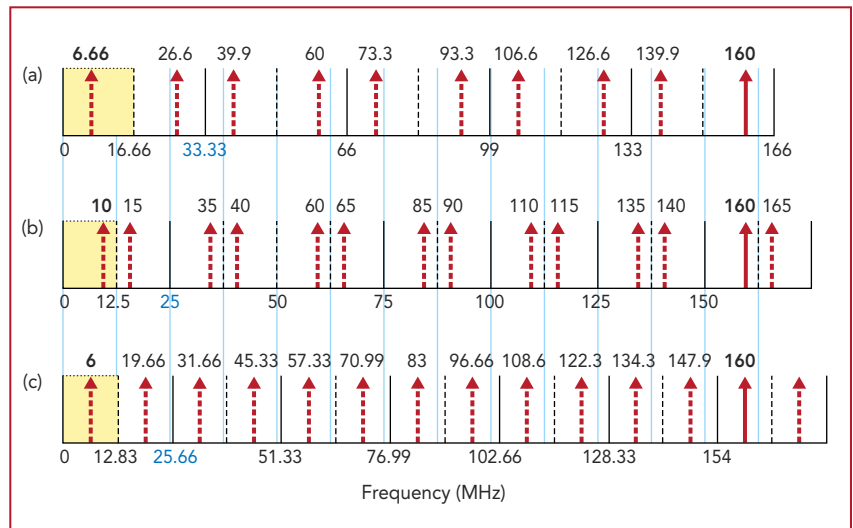 6.66 26.6 39.9 60 73.3 93.3 106.6 126.6 139.9 160
(a)
0 16.66 33.33 66 99 133 166
10 15 35 40 60 65 85 90 110 115 135 140 160 165
(b)
0 12.5 25 50 75 100 125 150
6 19.66 31.66 45.33 57.33 70.99 83 96.66 108.6 122.3 134.3 147.9 160
(c)
0 12.83 25.66 51.33 76.99 102.66 128.33 154
Frequency (MHz)